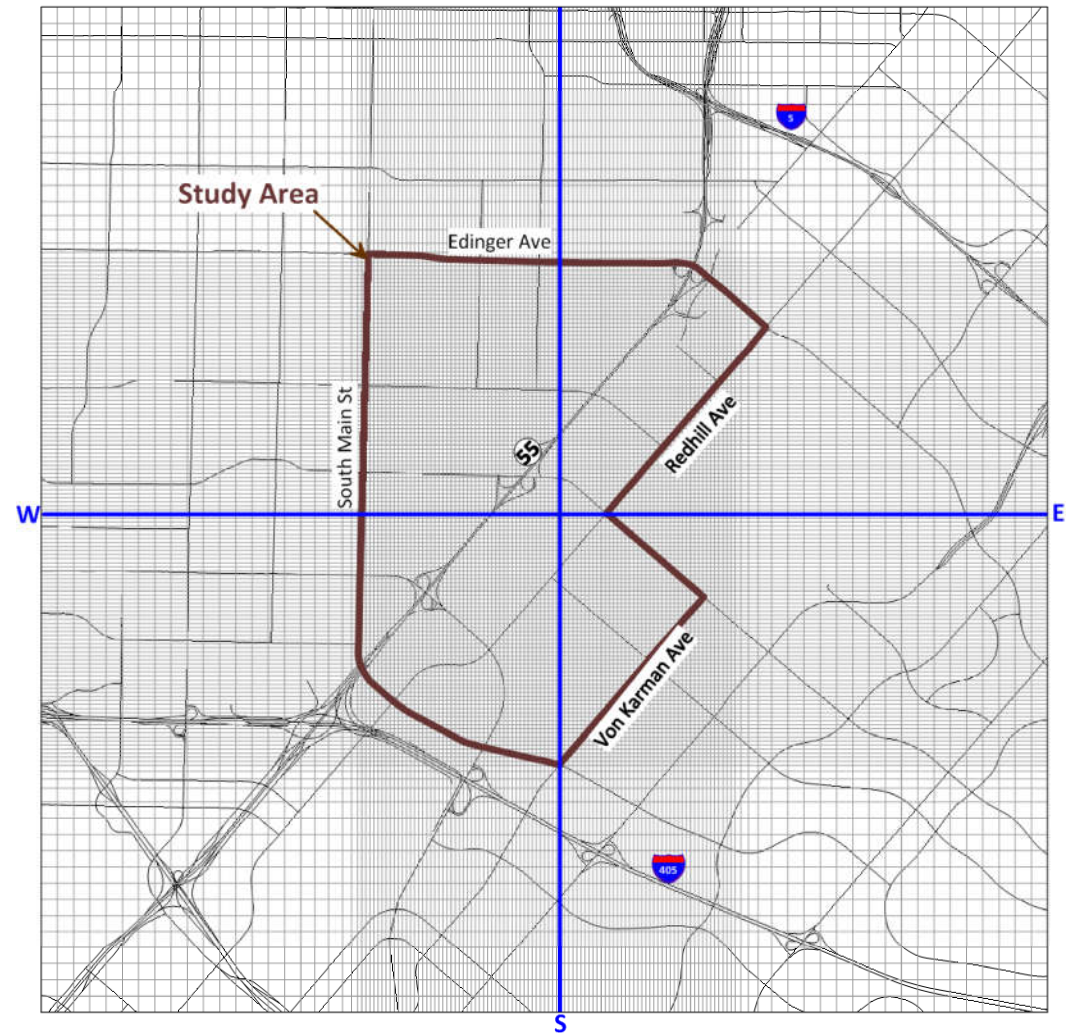 5
Study Area
Edinger Ave
South Main St
Redhill Ave
55
W
E
Von Karman Ave
405
S